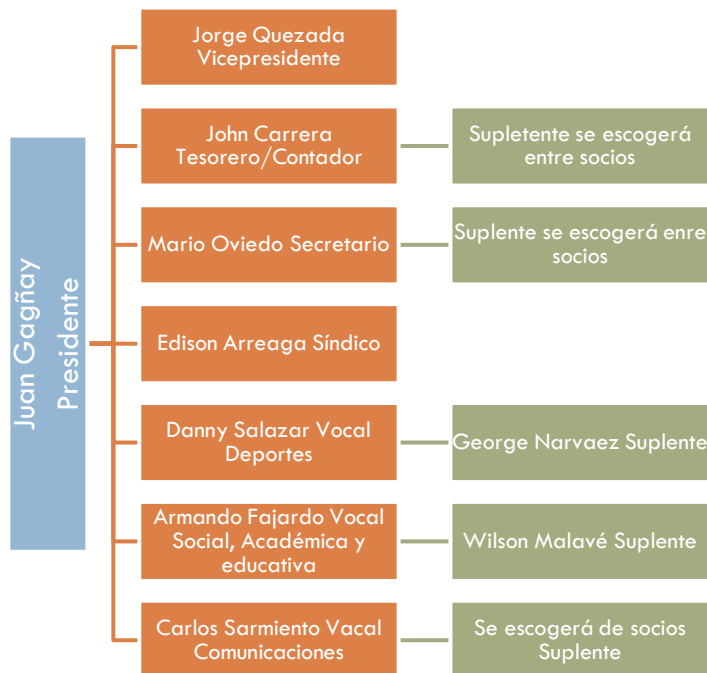 Juan Gagñay
Presidente
Jorge Quezada
Vicepresidente
John Carrera
Tesorero/Contador
Supletente se escogerá
entre socios
Mario Oviedo Secretario
Suplente se escogerá enre
socios
Edison Arreaga Síndico
Danny Salazar Vocal
Deportes
George Narvaez Suplente
Armando Fajardo Vocal
Social, Académica y
educativa
Wilson Malavé Suplente
Carlos Sarmiento Vacal
Comunicaciones
Se escogerá de socios
Suplente